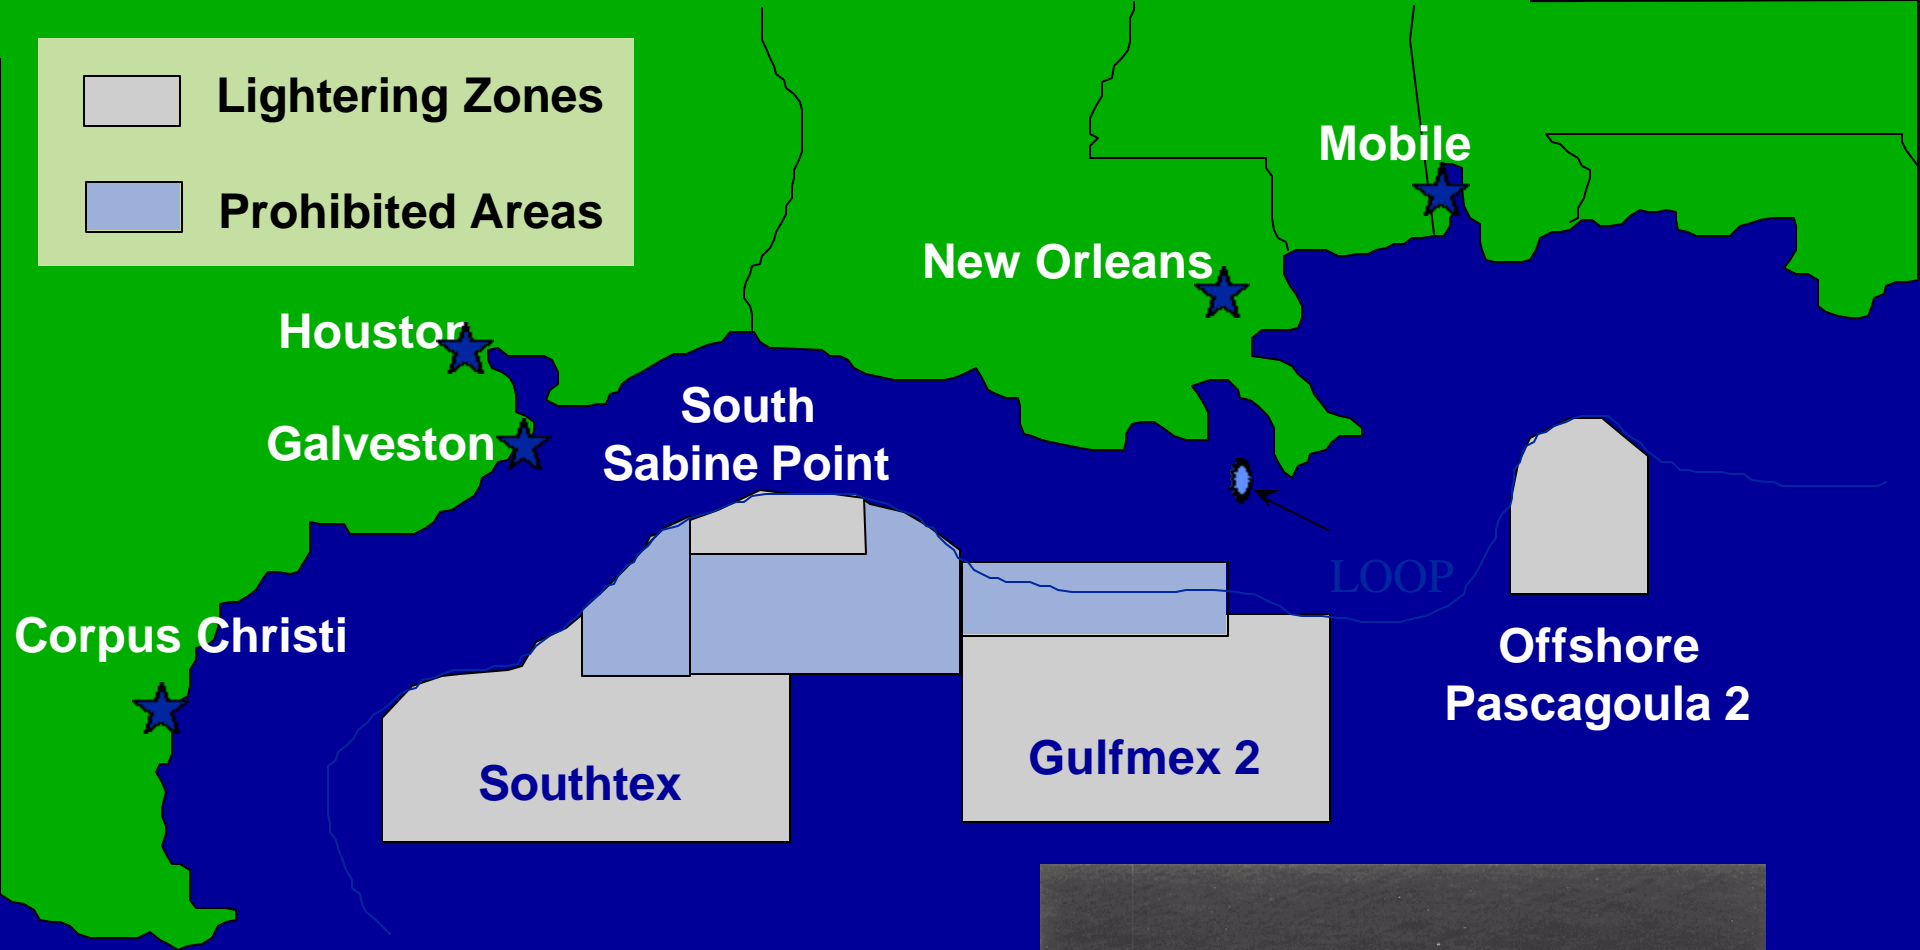 Lightering Zones
Prohibited Areas
Mobile
New Orleans
Houstor
Galveston
South
Sabine Point
LOOP
Corpus Christi
Offshore
Pascagoula 2
Southtex
Gulfmex 2